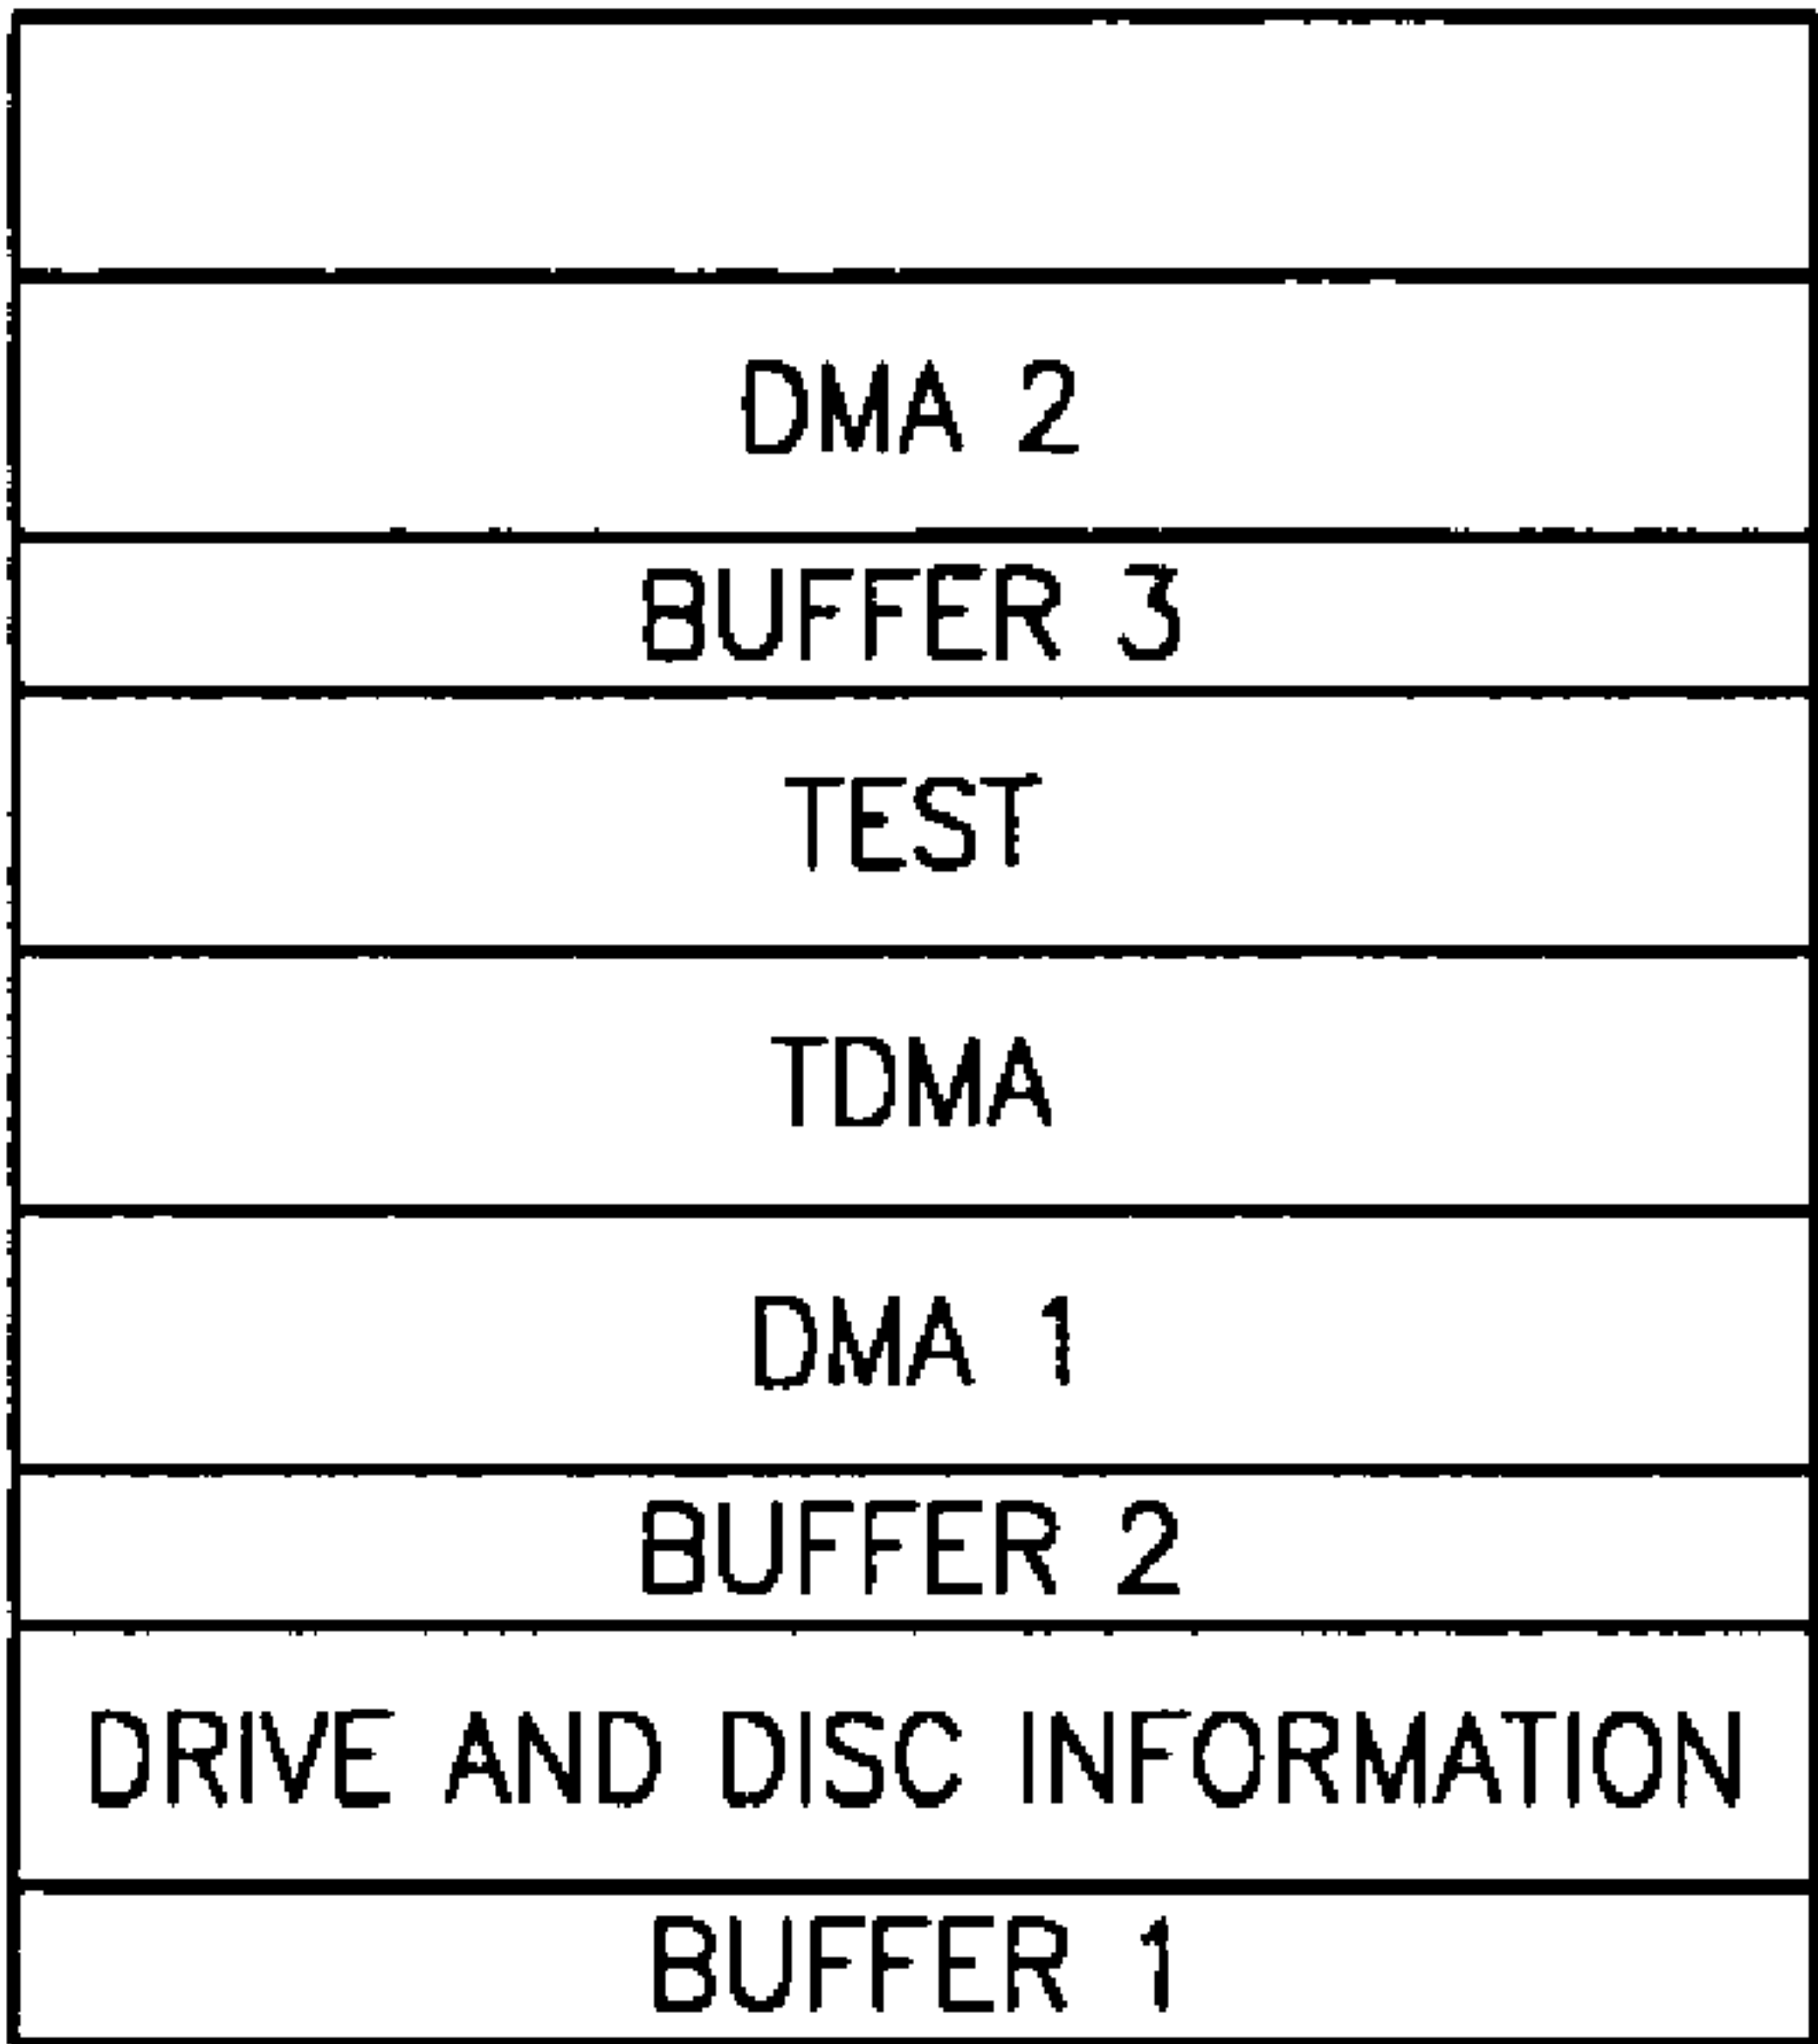 DMA 2
BUFFER 3
TEST
TDMA
DMA 1
BUFFER 2
DRIVE AND DISC INFORMATION
BUFFER 1